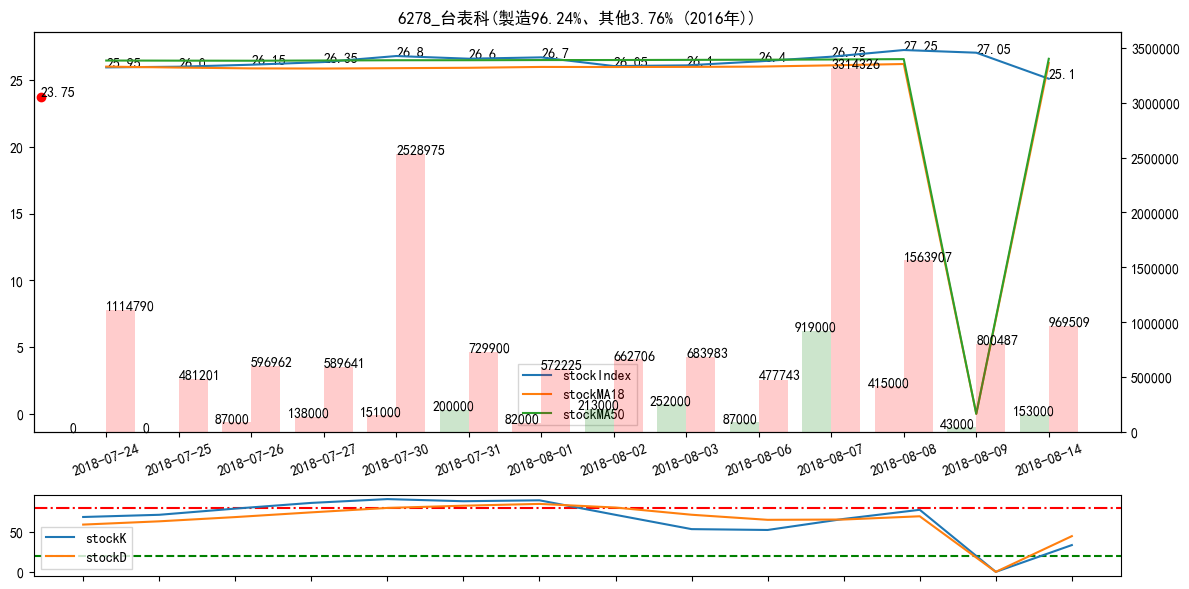 6278_台表科(製造96.24%、其他3.76% (2016年))
25.95 26.0 26.15 26.35 26.8 26.6 26.7 26.05 26.1 26.4 26.75 27.25 27.05 25.1
23.75
1114790 481201 596962 589641 2528975 729900 572225 662706 683983 477743 3314326 1563907 800487 969509
0 0 87000 138000 151000 200000 82000 213000 252000 87000 919000 415000 43000 153000
25
20
15
10
5
0
3500000
3000000
2500000
2000000
1500000
1000000
500000
0
stockIndex
stockMA18
stockMA50
2018-07-24 2018-07-25 2018-07-26 2018-07-27 2018-07-30 2018-07-31 2018-08-01 2018-08-02 2018-08-03 2018-08-06 2018-08-07 2018-08-08 2018-08-09 2018-08-14
50
0
stockK
stockD